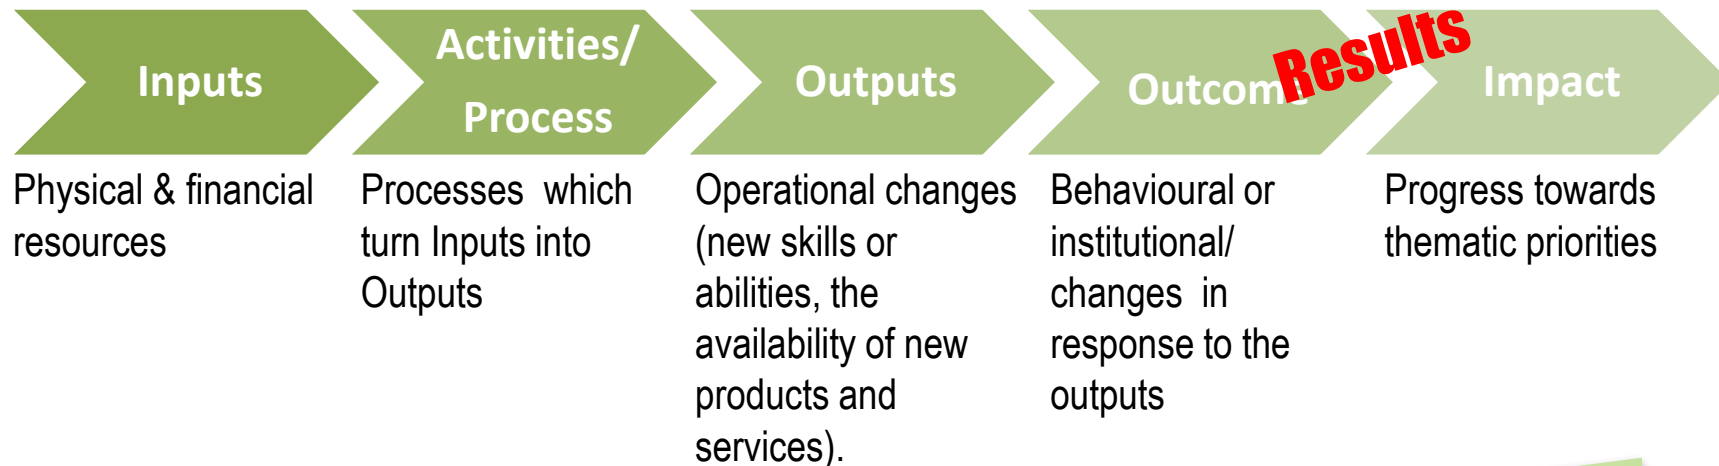 Inputs
Activities/
Process
Outputs
Outcome
Results
Impact
Physical & financial
resources
Processes which
turn Inputs into
Outputs
Operational changes
(new skills or
abilities, the
availability of new
products and
services).
Behavioural or
institutional/
changes in
response to the
outputs
Progress towards
thematic priorities